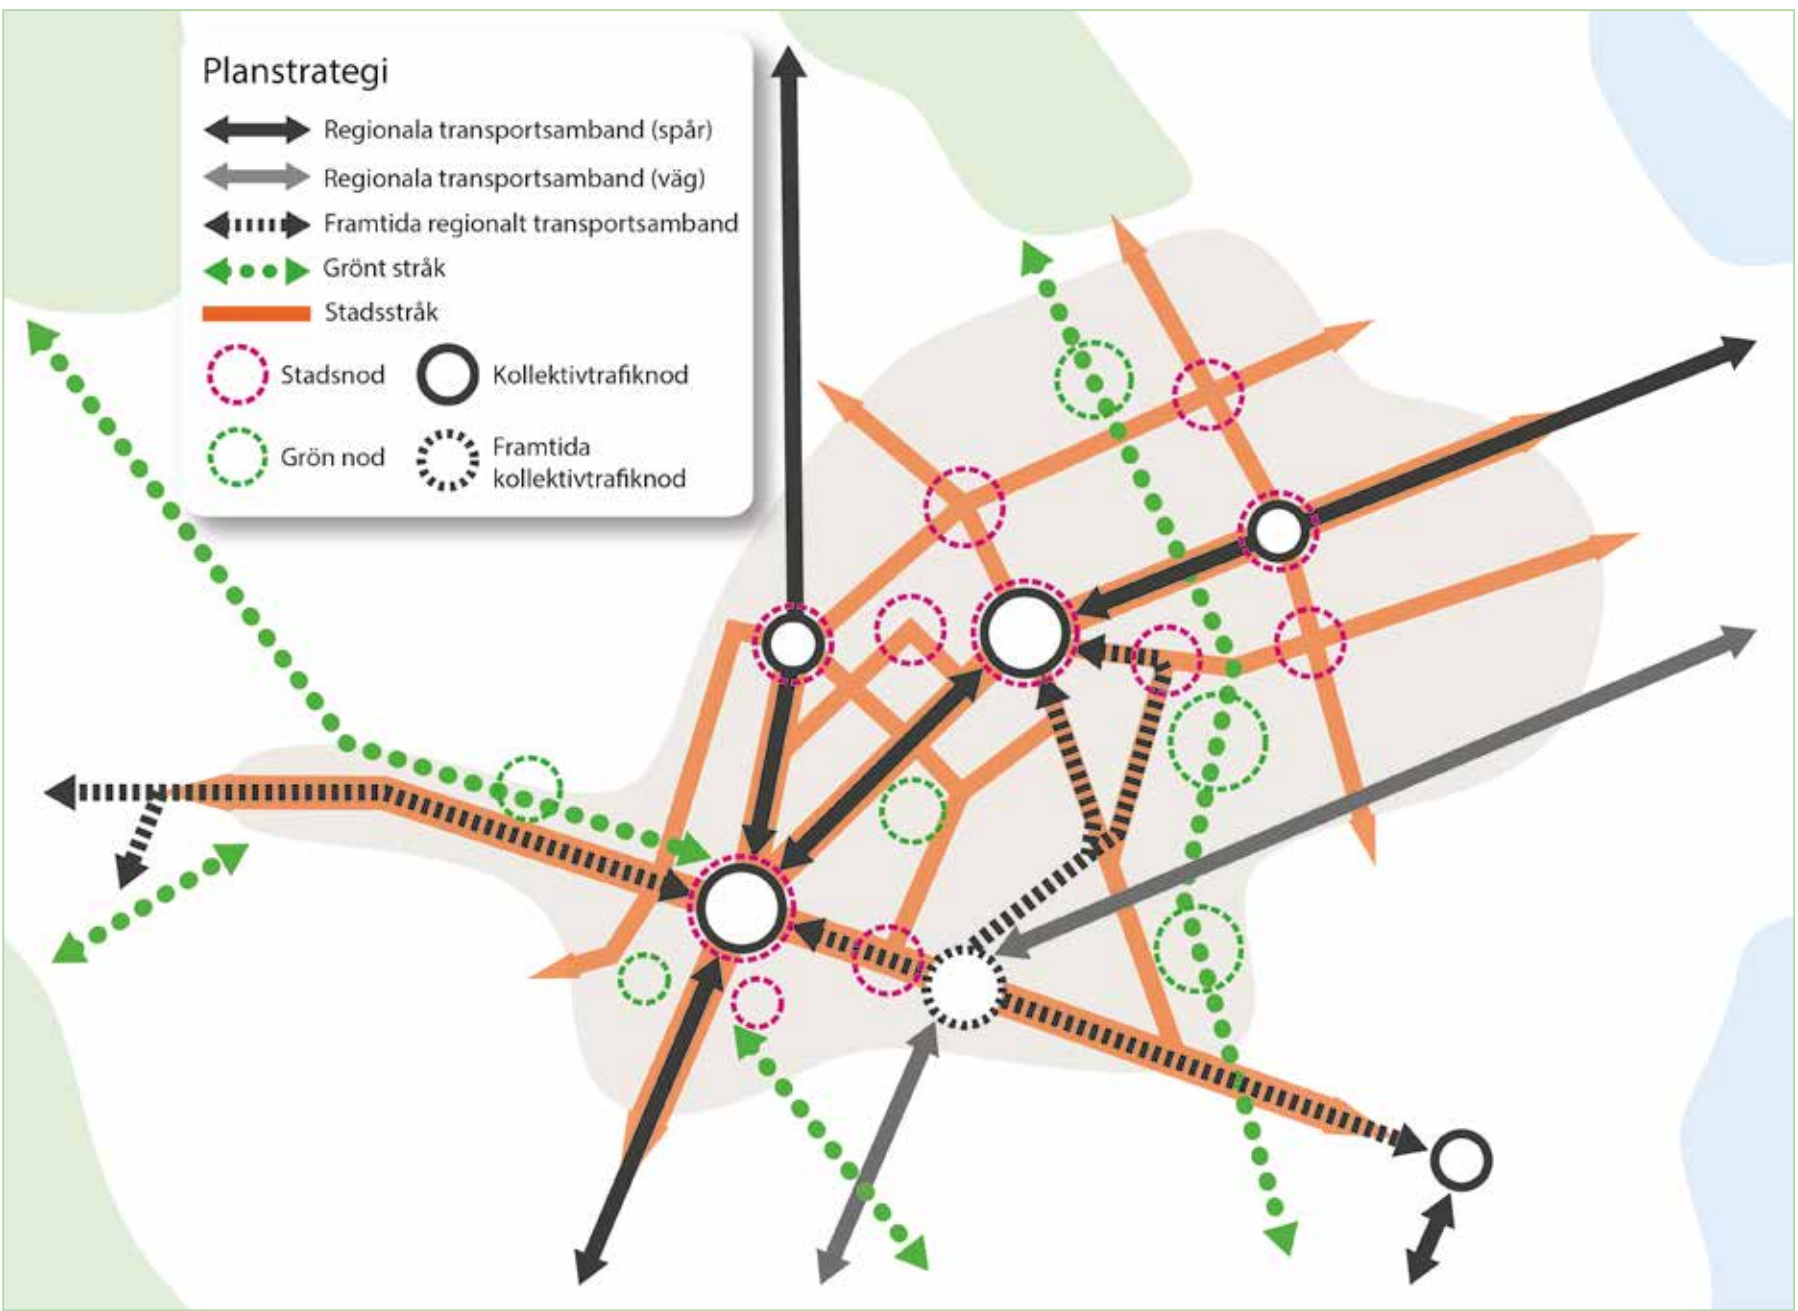 Planstrategi
Regionala transportsamband (spår)
Regionala transportsamband (väg)
Framtida regionalt transportsamband
Grönt stråk
Stadsstråk
Stadsnod
Kollektivtrafiknod
Grön nod
Framtida
kollektivtrafiknod